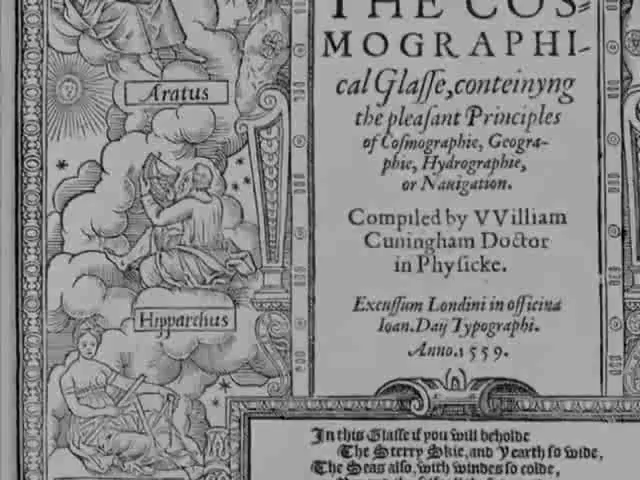 THE COS
MOGRAPHI-
cal Glasse, conteinyng
the pleasant Principles
of Cosmographie, Geogra-
phie, Hydrographie,
or Nauigation.
Compiled by VVilliam
Cuningham Doctor
in Physicke.
Excussum Londini in officina
Ioan. Daij Typographi.
Anno. 1559.
Aratus
Hipparchus
In this Glasse if you will beholde
The Sterry Skie, and Yearth so wide,
The Seas also, with windes so colde,